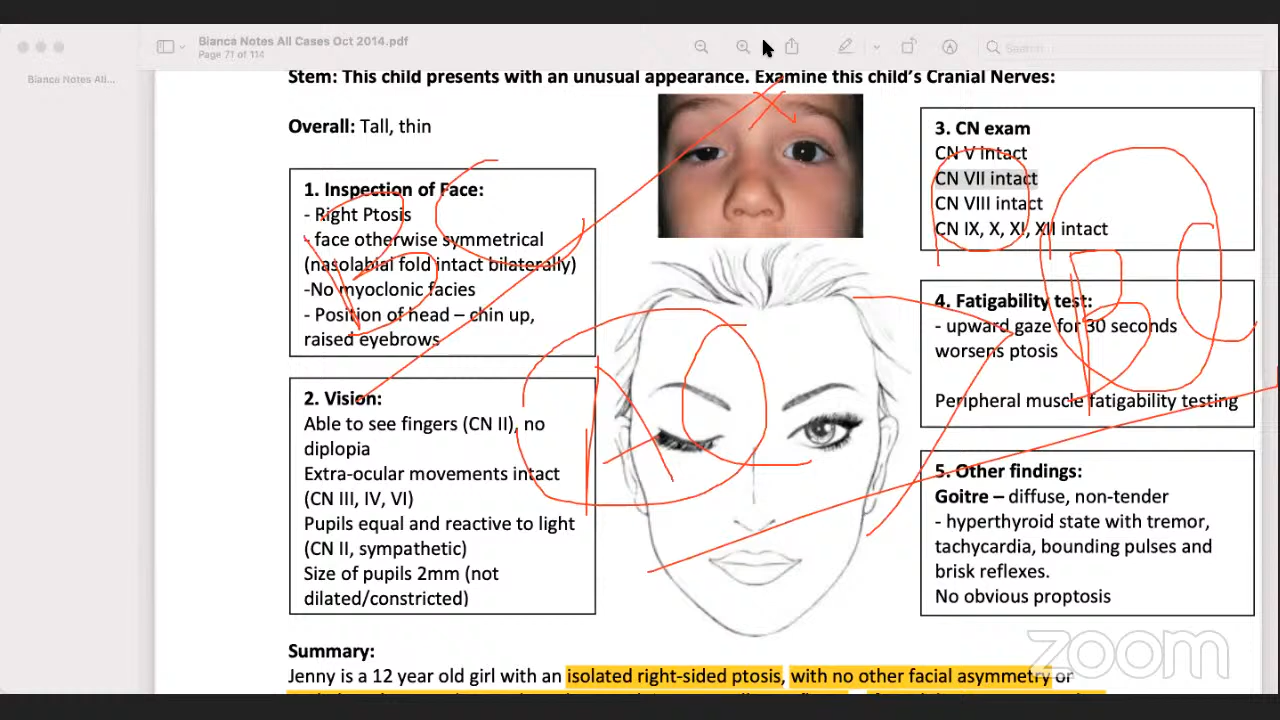 Bianca Notes All Cases Oct 2014.pdf
Page 71 of 114
Search
Bianca Notes All...
Stem: This child presents with an unusual appearance. Examine this child's Cranial Nerves:
Overall: Tall, thin
1. Inspection of Face:
- Right Ptosis
- face otherwise symmetrical
(nasolabial fold intact bilaterally)
-No myoclonic facies
- Position of head – chin up,
raised eyebrows
2. Vision:
Able to see fingers (CN II), no
diplopia
Extra-ocular movements intact
(CN III, IV, VI)
Pupils equal and reactive to light
(CN II, sympathetic)
Size of pupils 2mm (not
dilated/constricted)
3. CN exam
CN V intact
CN VII intact
CN VIII intact
CN IX, X, XI, XII intact
4. Fatigability test:
- upward gaze for 30 seconds
worsens ptosis
Peripheral muscle fatigability testing
5. Other findings:
Goitre – diffuse, non-tender
- hyperthyroid state with tremor,
tachycardia, bounding pulses and
brisk reflexes.
No obvious proptosis
B C
A C
B C
Summary:
Jenny is a 12 year old girl with an isolated right-sided ptosis, with no other facial asymmetry or
zoom